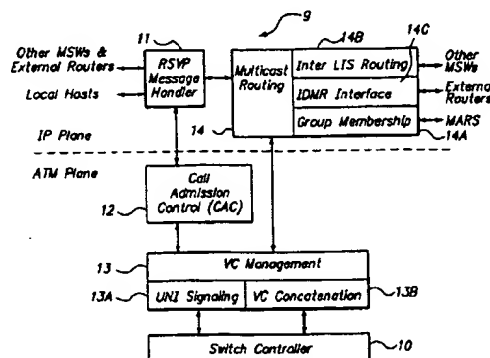 9
11
14B
14C
Other MSWs &
External Routers
Local Hosts
RSVP
Message
Handler
Multicast
Routing
Inter LIS Routing
IDMR Interface
Group Membership
Other
MSWs
External
Routers
MARS
14
14A
IP Plane
ATM Plane
Call
Admission
Control (CAC)
12
13
VC Management
13A
UNI Signaling
VC Concatenation
13B
Switch Controller
10